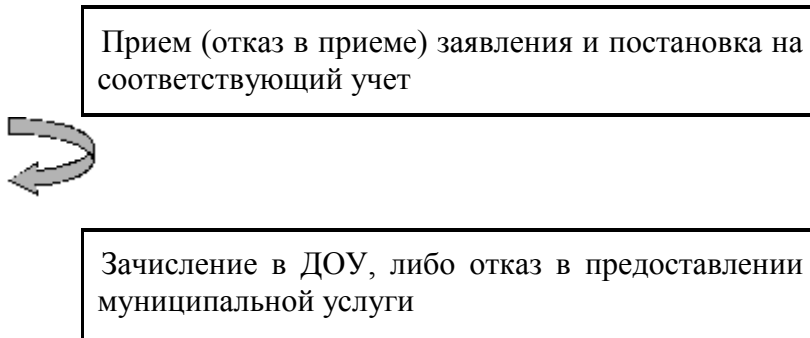 Прием (отказ в приеме) заявления и постановка на
соответствующий учет
Зачисление в ДОУ, либо отказ в предоставлении
муниципальной услуги